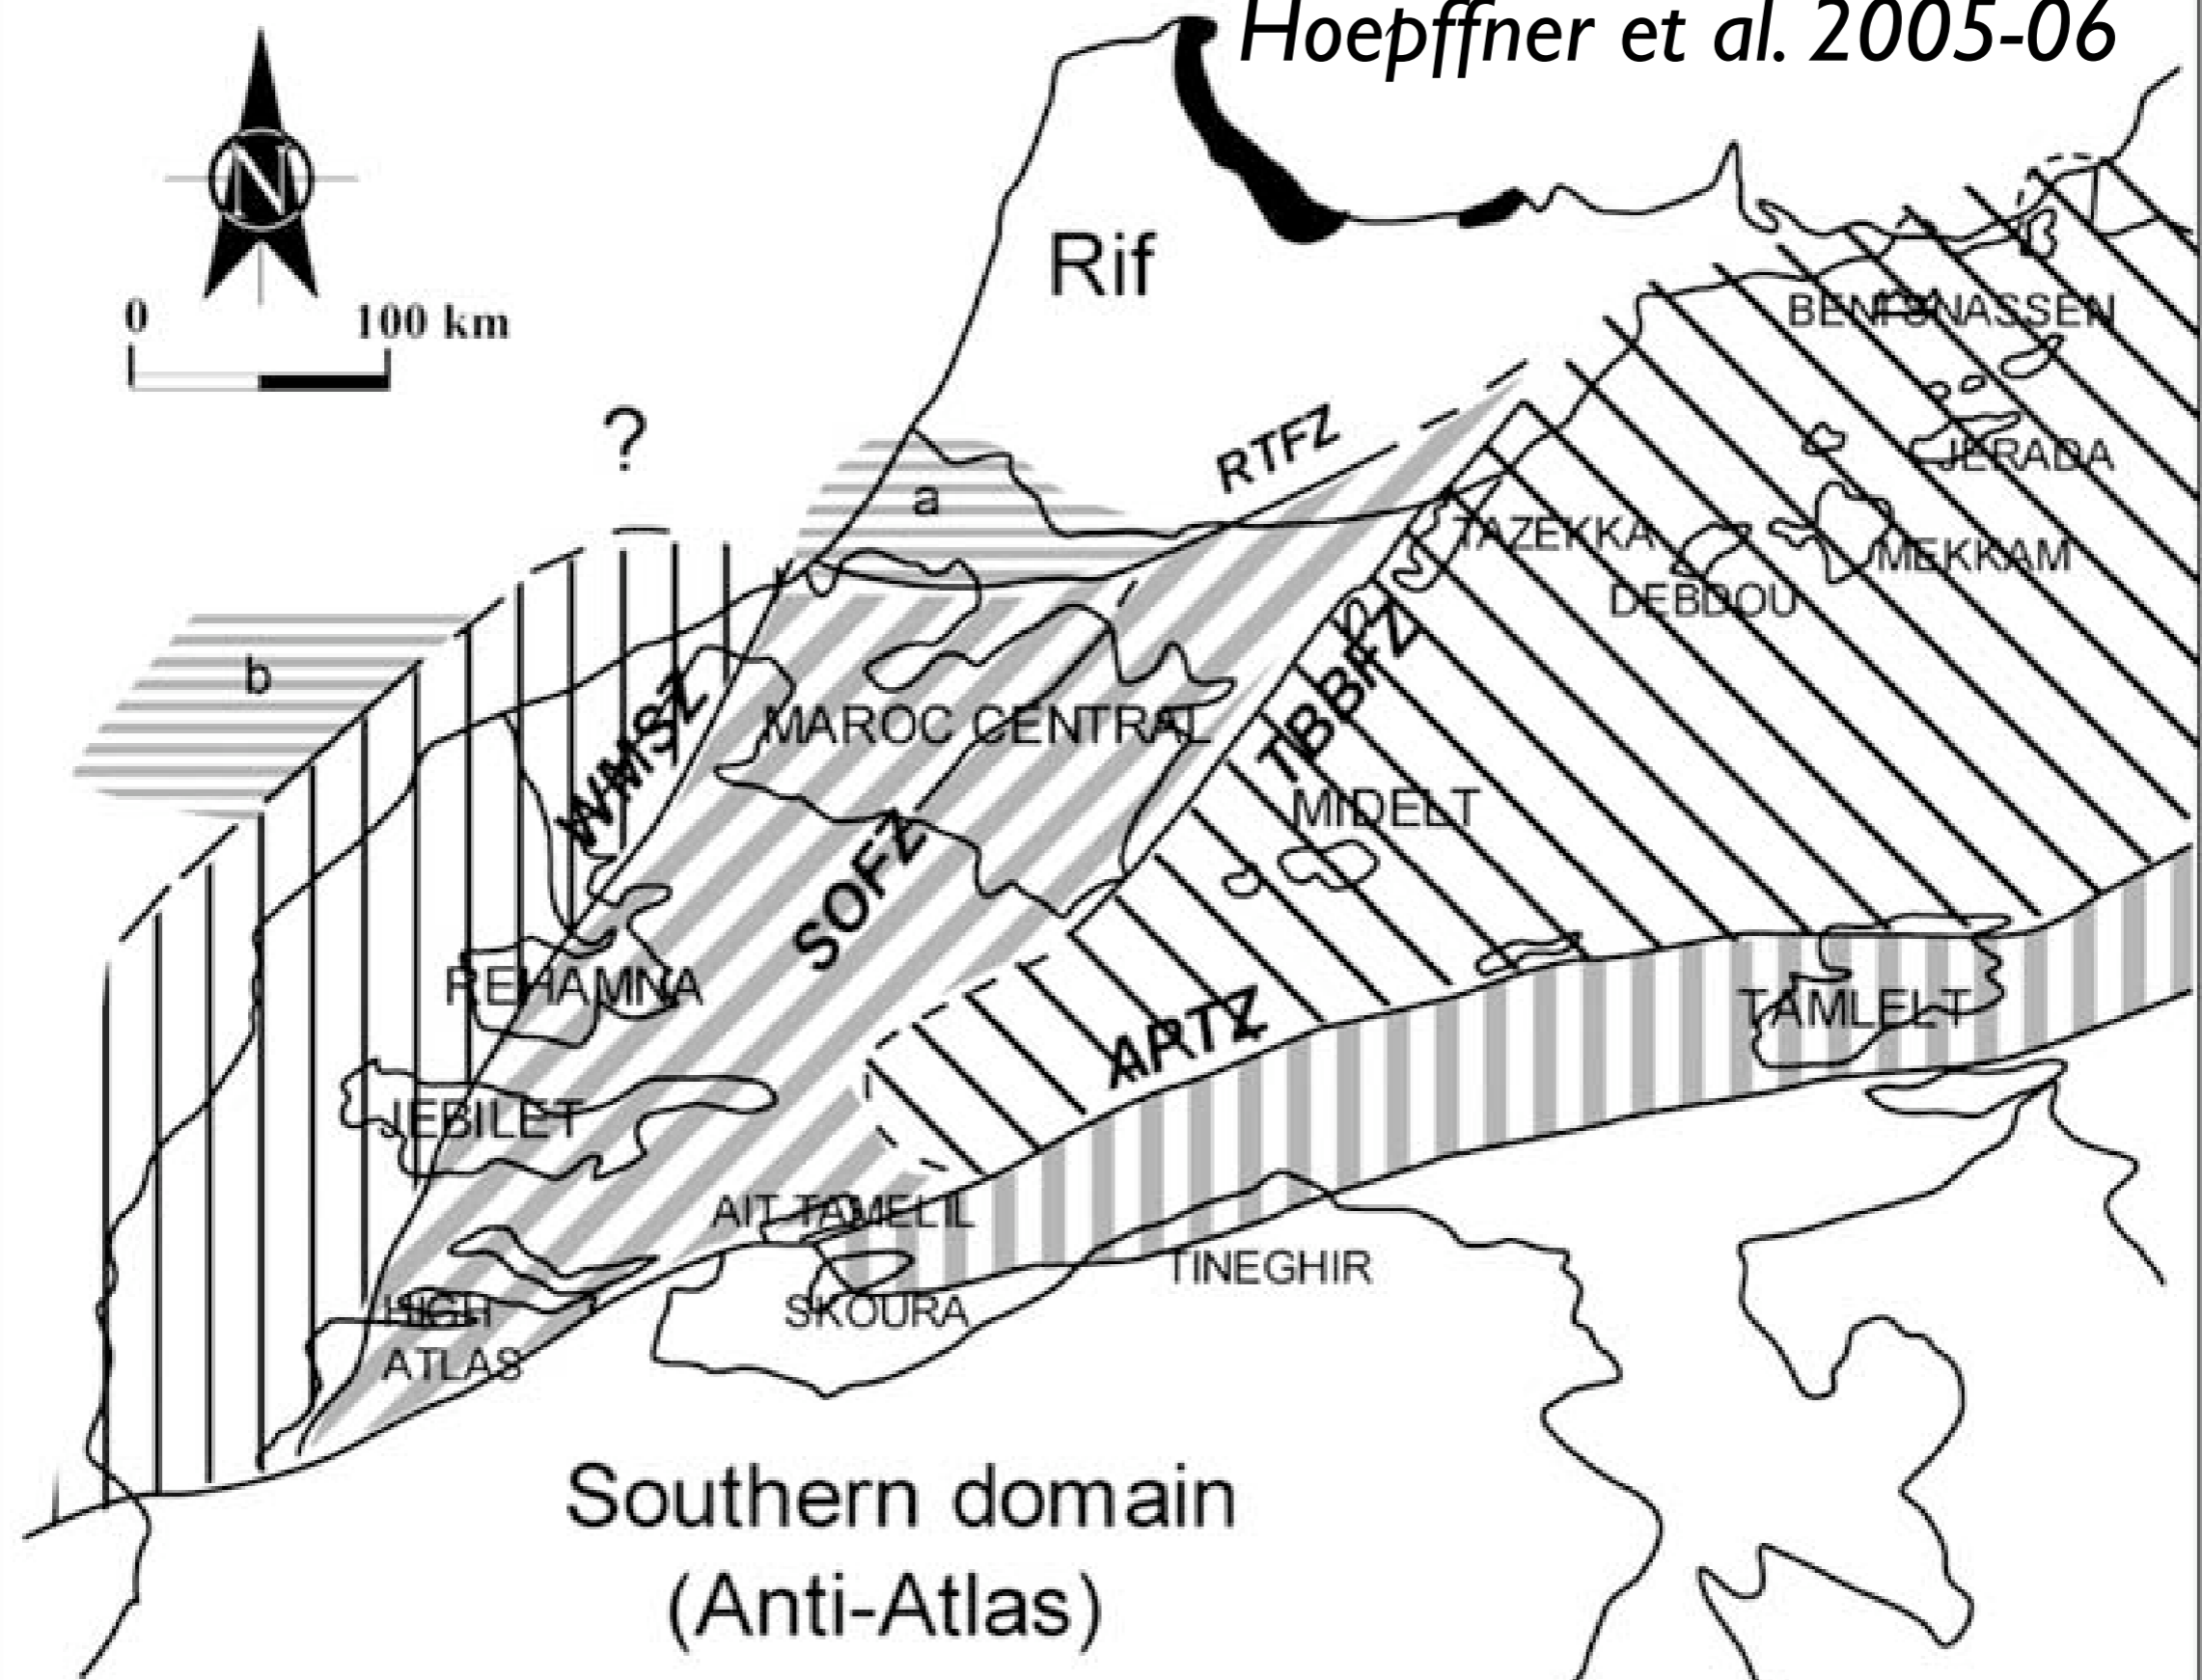 Hoepffner et al. 2005-06
N
0 100 km
Rif
?
RTFZ
a
b
BENI SNASSEN
JERADA
TAZEKKA
MEKKAM
DEBDOU
WMSZ
MAROC CENTRAL
TBBFZ
MIDELT
SOFZ
REHAMNA
APTZ
TAMLELT
JEBILET
AIT TAMELIL
TINEGHIR
SKOURA
HIGH
ATLAS
Southern domain
(Anti-Atlas)